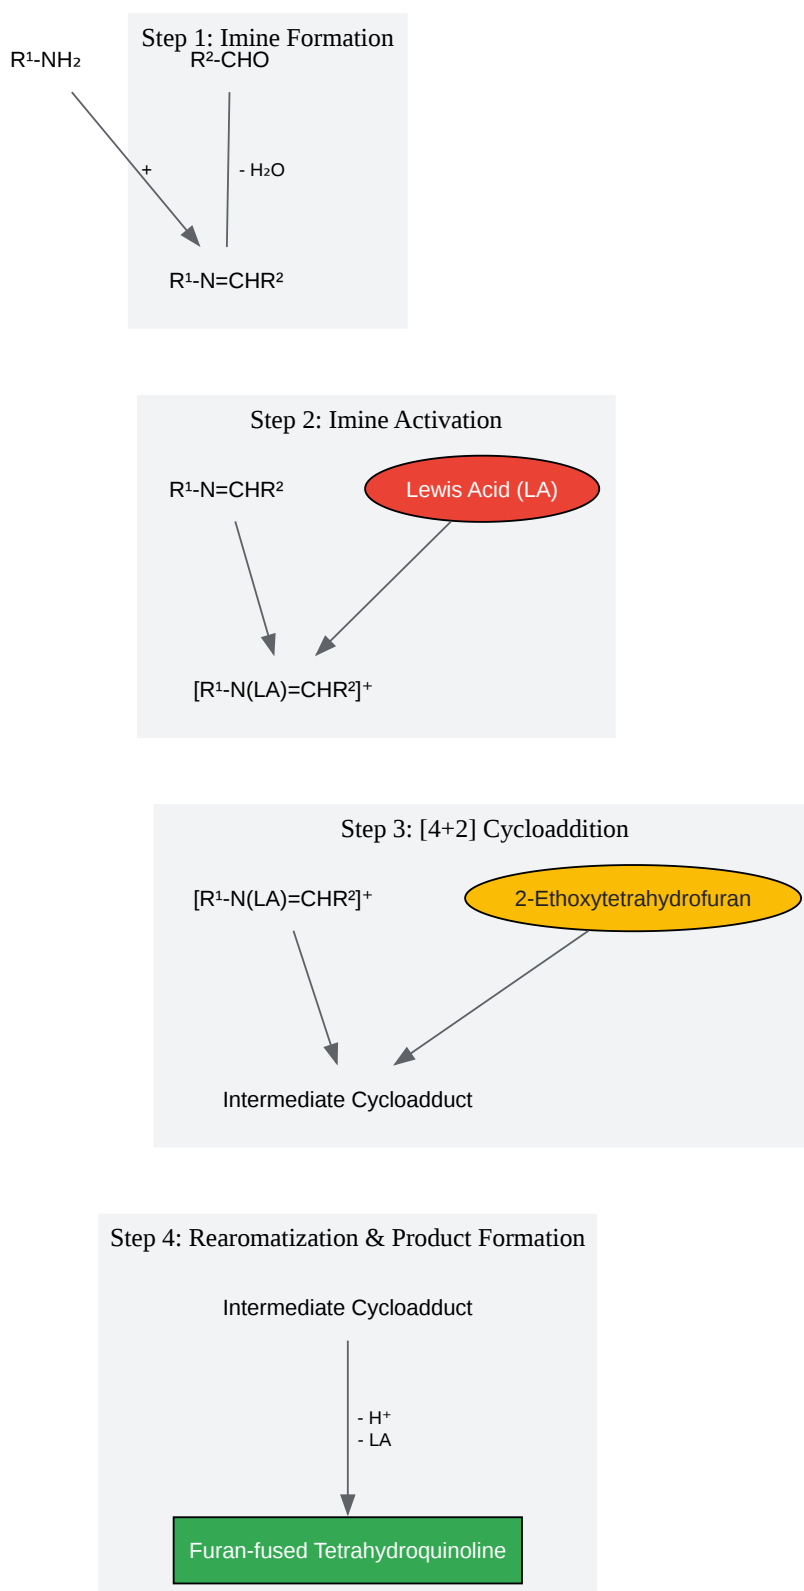 Step 1: Imine Formation
R¹-NH₂
R²-CHO
+
- H₂O
R¹-N=CHR²
Step 2: Imine Activation
R¹-N=CHR²
Lewis Acid (LA)
[R¹-N(LA)=CHR²]⁺
Step 3: [4+2] Cycloaddition
[R¹-N(LA)=CHR²]⁺
2-Ethoxytetrahydrofuran
Intermediate Cycloadduct
Step 4: Rearomatization & Product Formation
Intermediate Cycloadduct
- H⁺
- LA
Furan-fused Tetrahydroquinoline